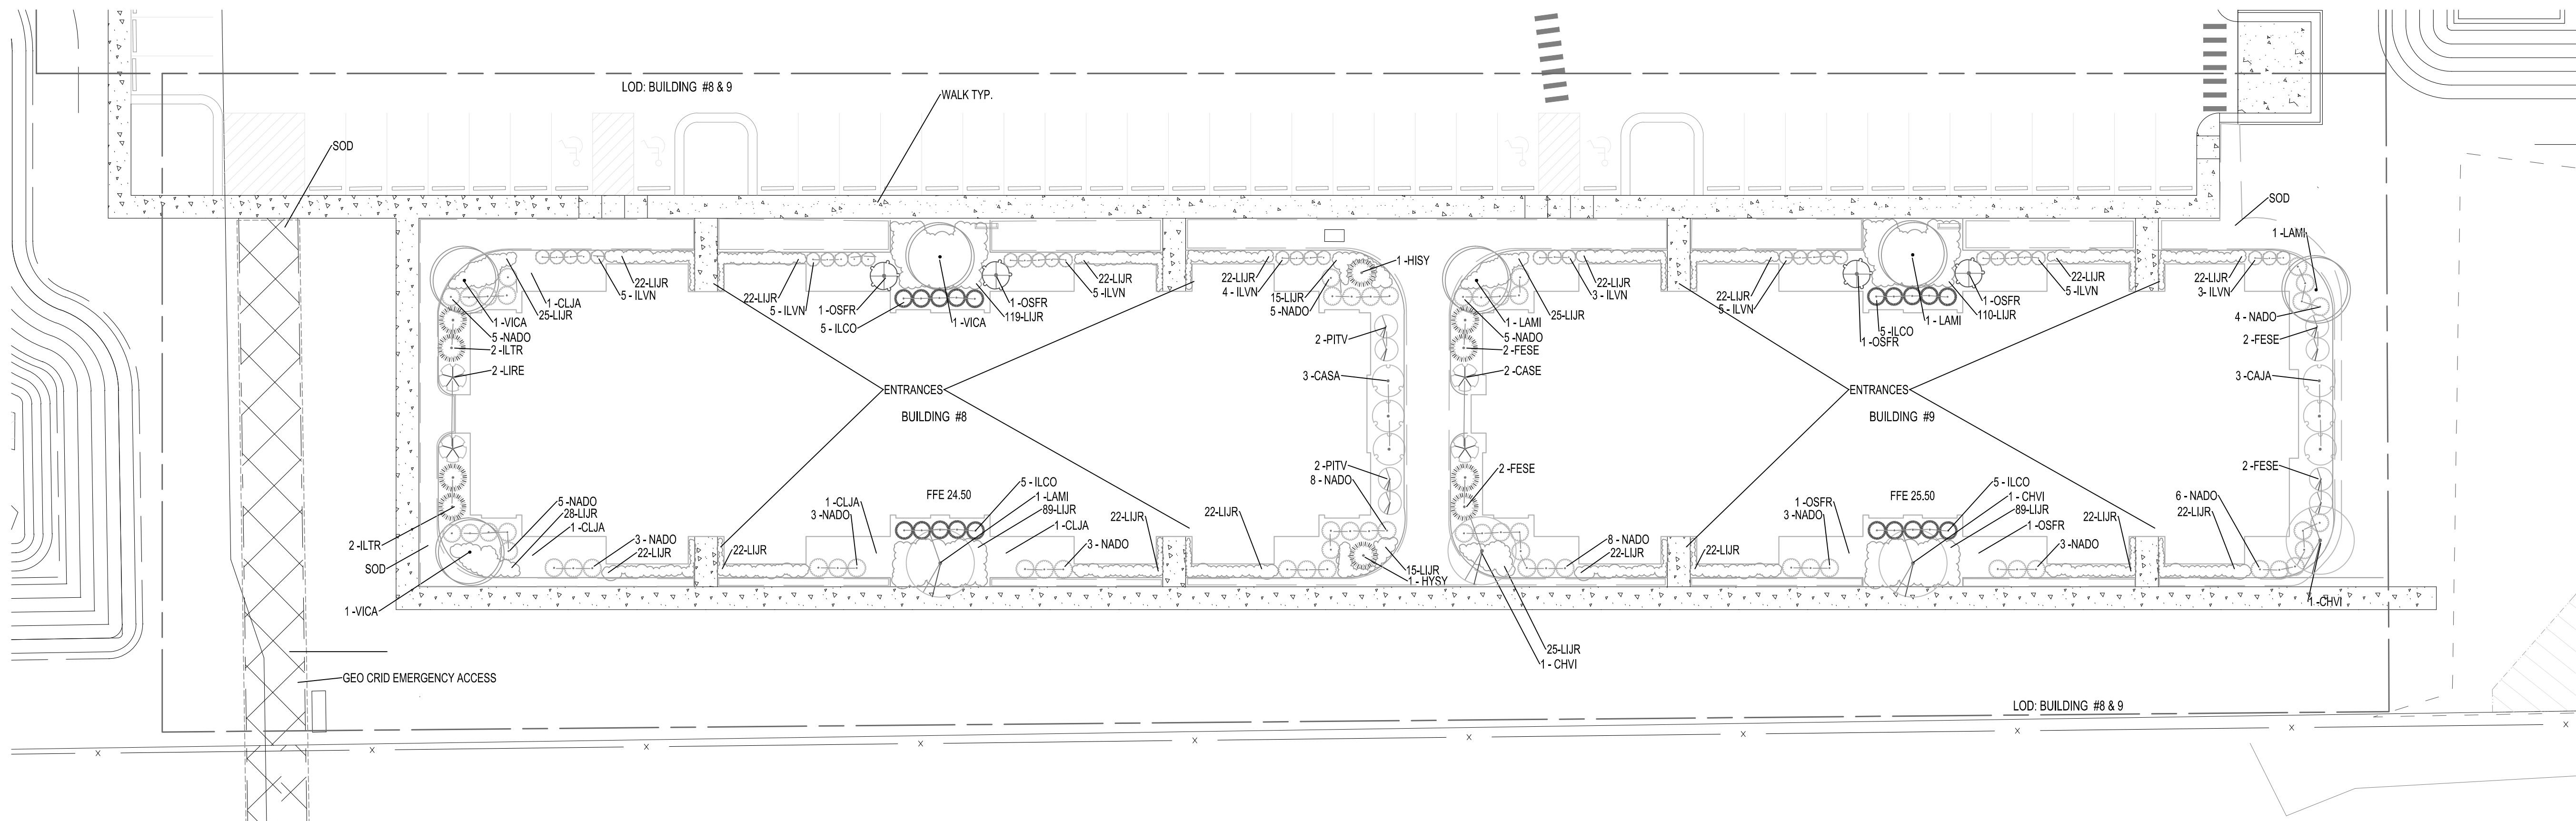 LOD: BUILDING #8 & 9
WALK TYP.
SOD
SOD
1 -LAMI
1 -HISY
22-LIJR
5 - ILVN
1 -CLJA
25-LIJR
22-LIJR
5 - ILVN
1 -OSFR
5 -ILCO
1 -VICA
1 -OSFR
119-LIJR
22-LIJR
5 -ILVN
22-LIJR
4 - ILVN
15-LIJR
5 -NADO
1 -VICA
5 -NADO
2 -ILTR
2 -LIRE
2 -PITV
3 -CASA
ENTRANCES
BUILDING #8
1 - LAMI
5 -NADO
2 -FESE
2 -CASE
25-LIJR
22-LIJR
3 - ILVN
22-LIJR
5 -ILVN
5 -ILCO
1 -OSFR
1 - LAMI
1 -OSFR
110-LIJR
22-LIJR
5 -ILVN
22-LIJR
3- ILVN
4 - NADO
2 -FESE
3 -CAJA
ENTRANCES
BUILDING #9
2 -PITV
8 - NADO
2 -FESE
2 -FESE
5 -NADO
28-LIJR
1 -CLJA
3 - NADO
22-LIJR
22-LIJR
1 -CLJA
3 -NADO
FFE 24.50
5 - ILCO
1 -LAMI
89-LIJR
1 -CLJA
3 - NADO
22-LIJR
22-LIJR
15-LIJR
1 - HYSY
2 -ILTR
SOD
1 -VICA
8 - NADO
22-LIJR
22-LIJR
1 -OSFR
3 -NADO
FFE 25.50
5 - ILCO
1 - CHVI
89-LIJR
1 -OSFR
3 -NADO
22-LIJR
6 - NADO
22-LIJR
1 -CHVI
25-LIJR
1 - CHVI
GEO CRID EMERGENCY ACCESS
LOD: BUILDING #8 & 9
X X X X X X X X X X